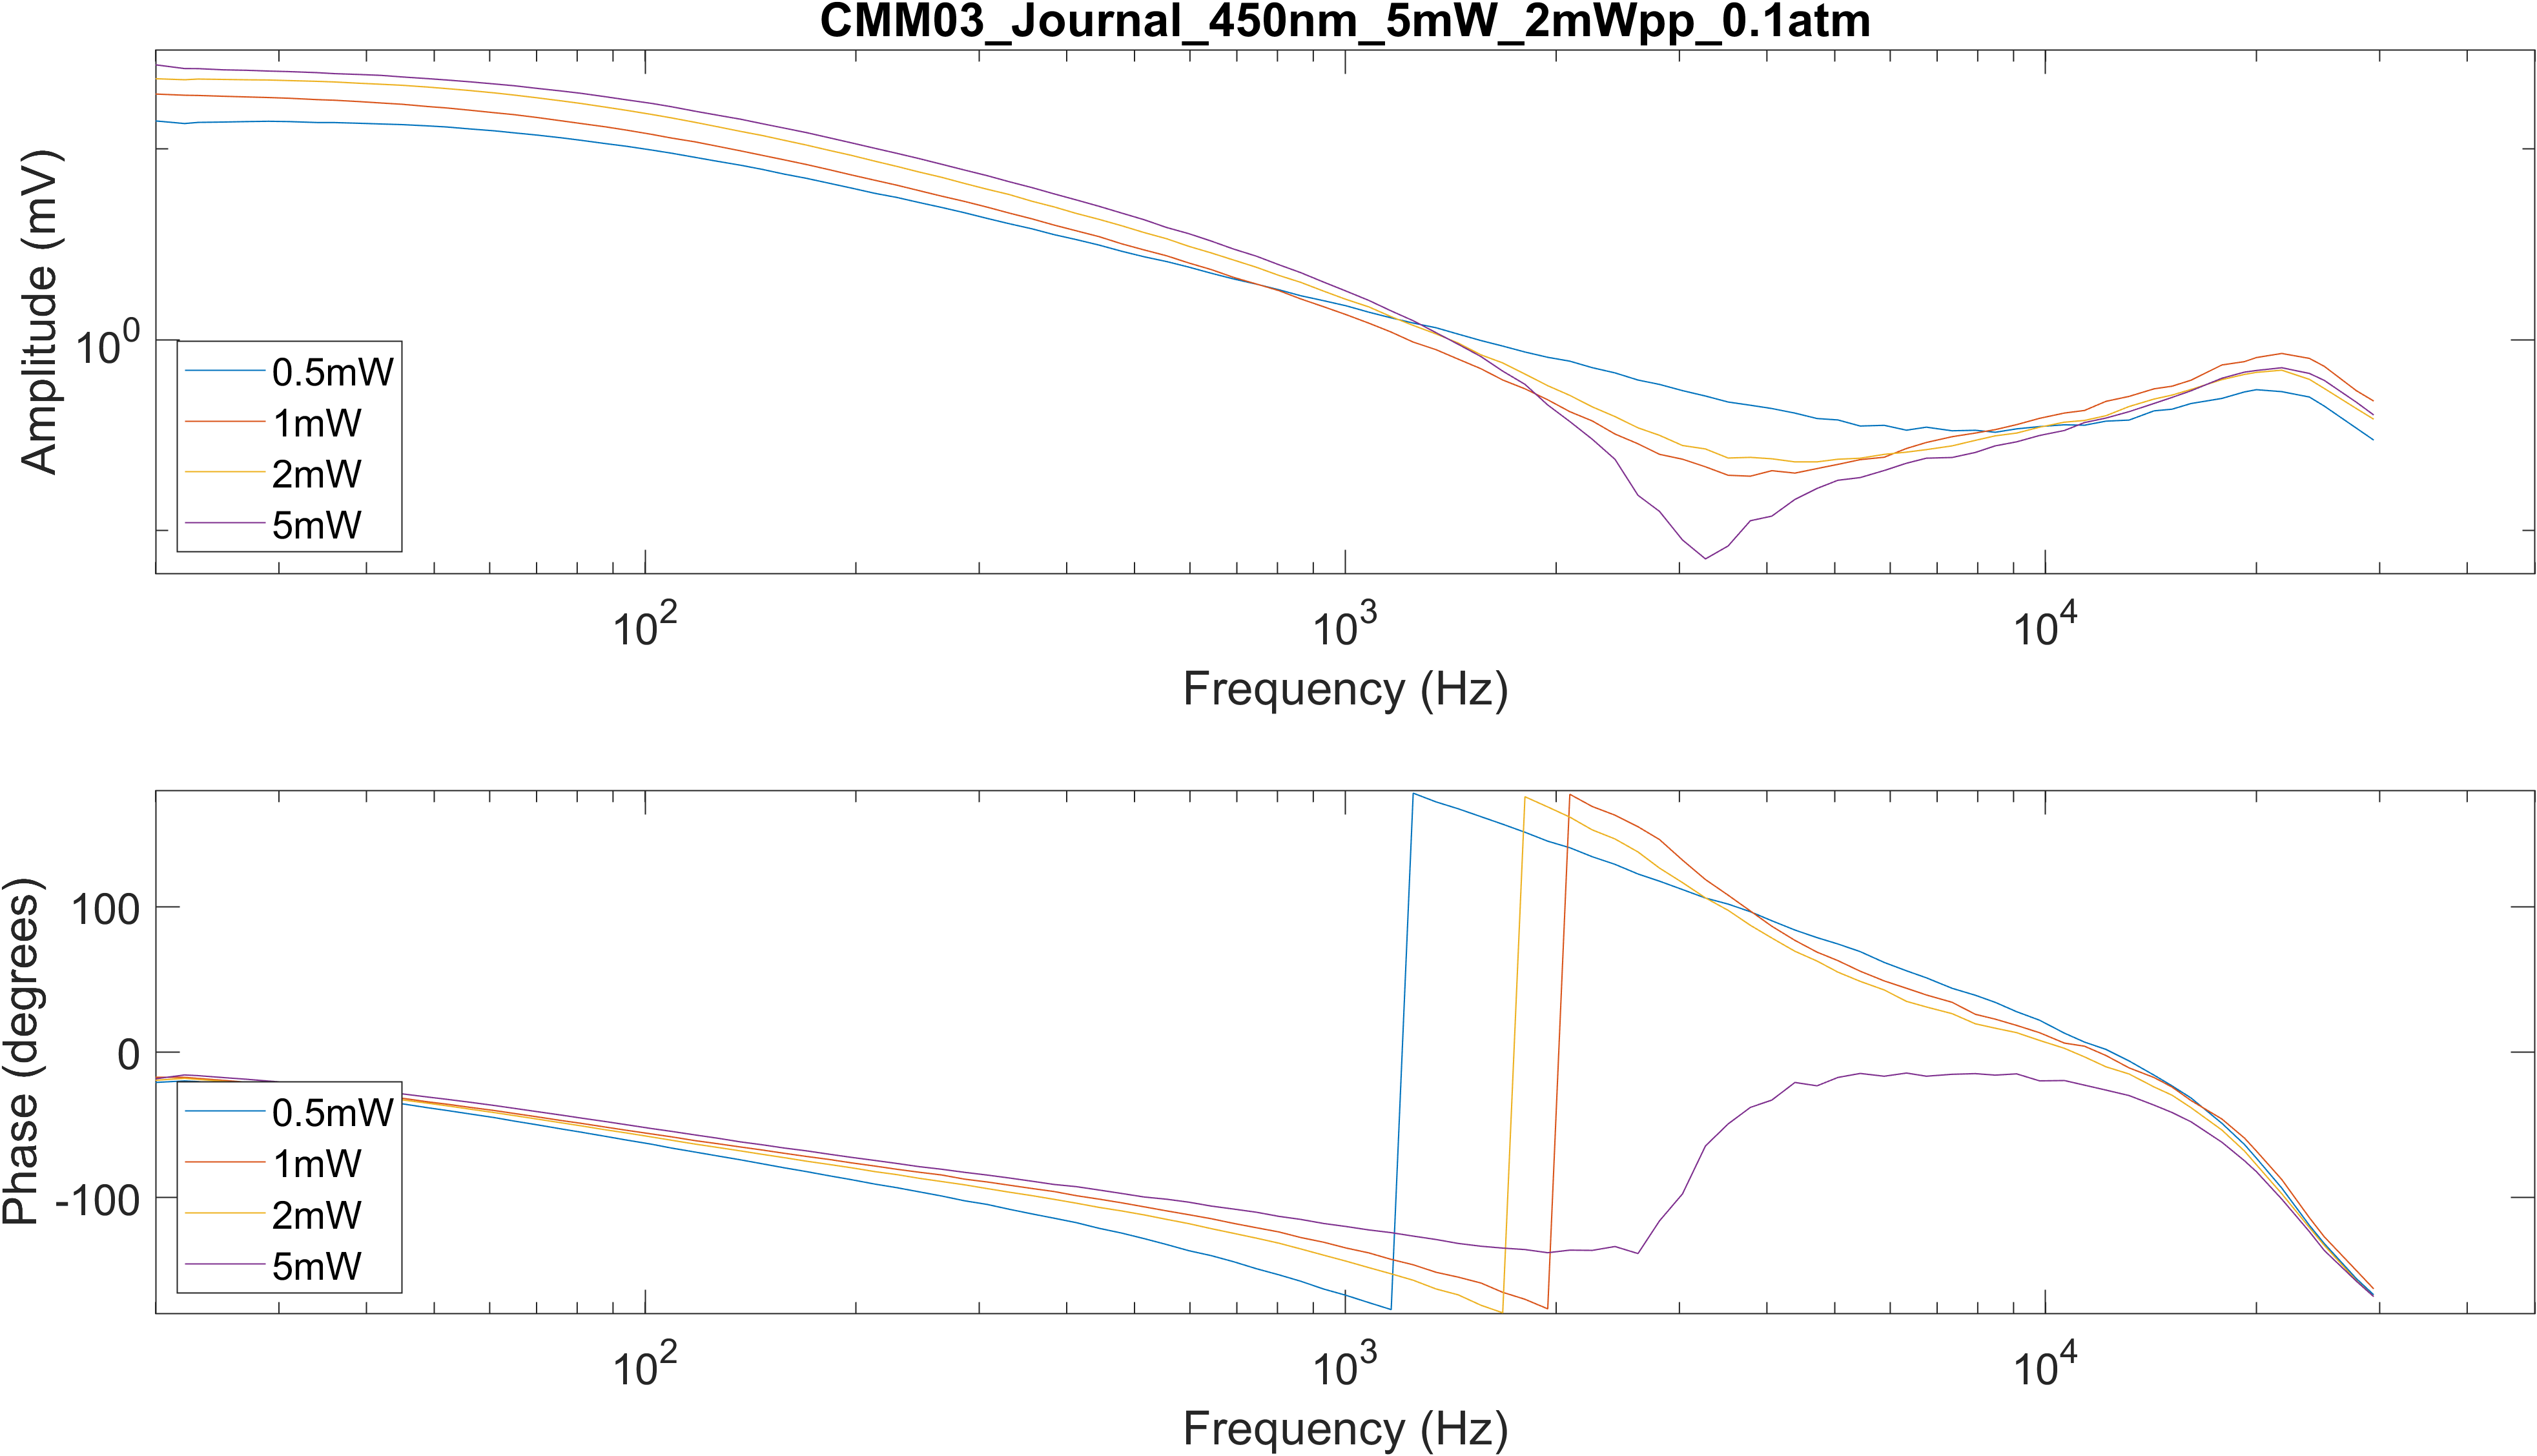 CMM03_Journal_450nm_5mW_2mWpp_0.1atm
Amplitude (mV)
10^0
0.5mW
1mW
2mW
5mW
10^2 10^3 10^4
Frequency (Hz)
Phase (degrees)
100
0
-100
0.5mW
1mW
2mW
5mW
10^2 10^3 10^4
Frequency (Hz)